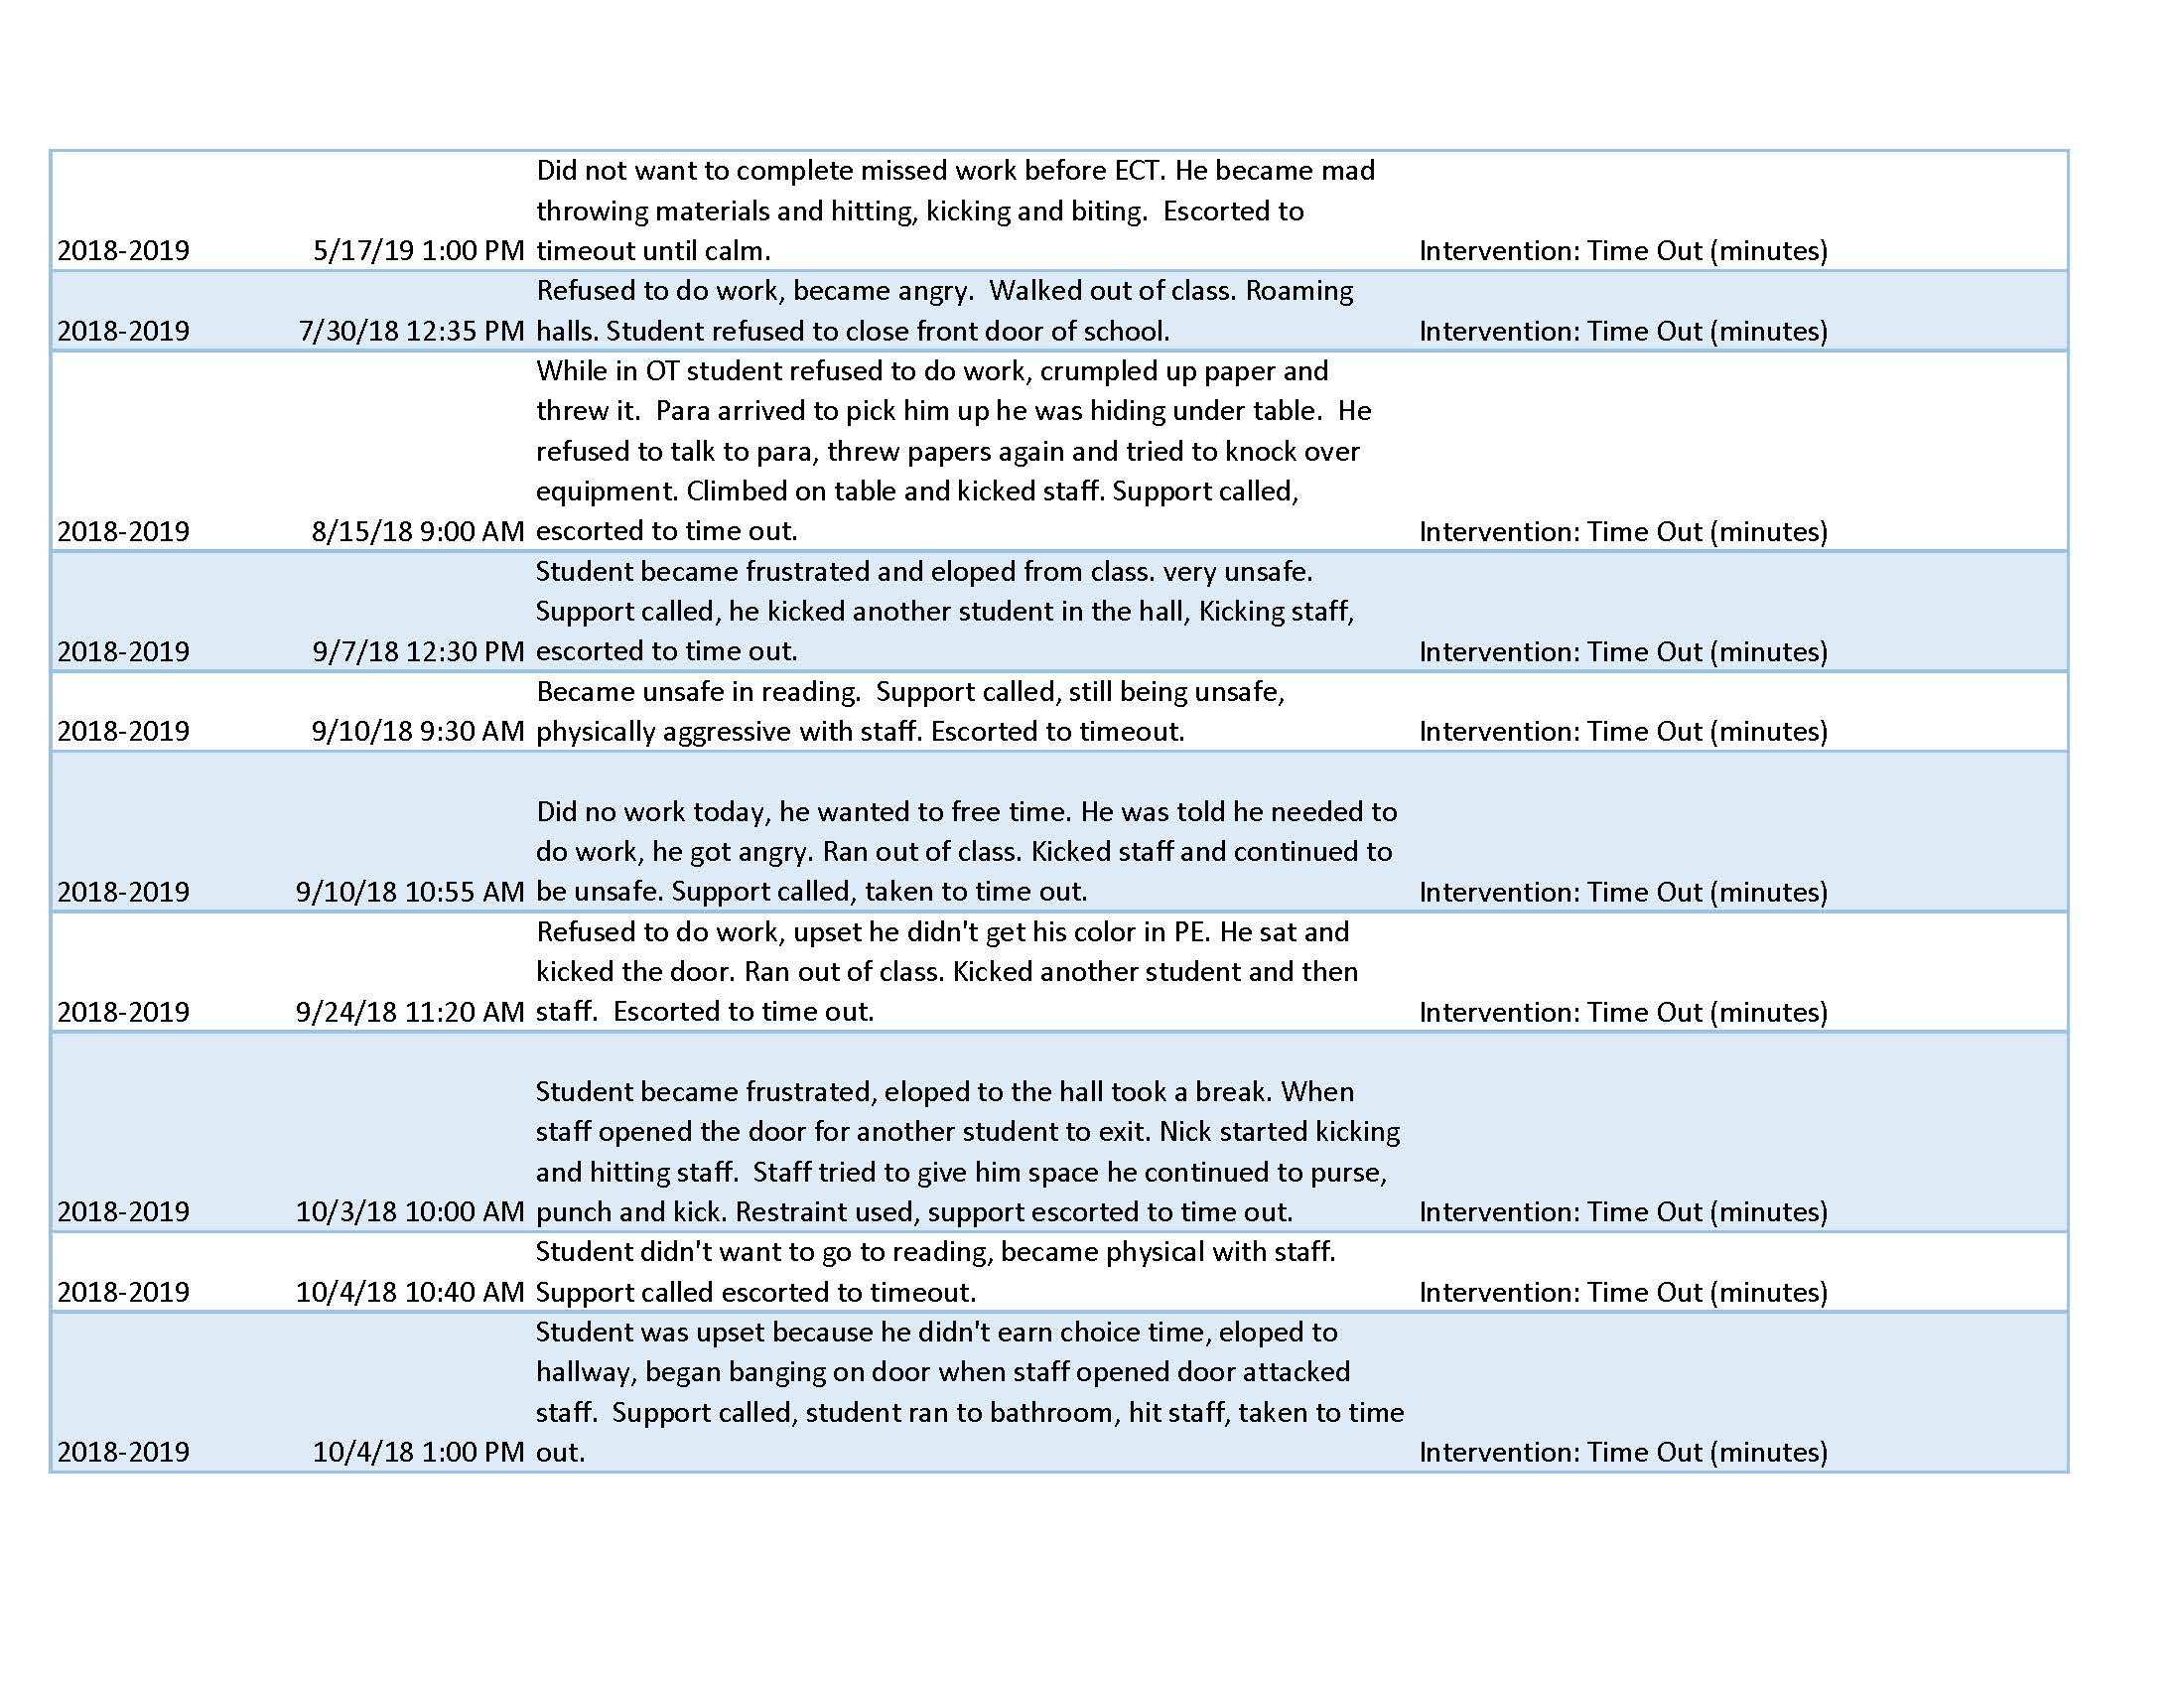 Did not want to complete missed work before ECT. He became mad
throwing materials and hitting, kicking and biting.  Escorted to
2018-2019 5/17/19 1:00 PM timeout until calm. Intervention: Time Out (minutes)
Refused to do work, became angry.  Walked out of class. Roaming
2018-2019 7/30/18 12:35 PM halls. Student refused to close front door of school. Intervention: Time Out (minutes)
While in OT student refused to do work, crumpled up paper and
threw it.  Para arrived to pick him up he was hiding under table.  He
refused to talk to para, threw papers again and tried to knock over
equipment. Climbed on table and kicked staff. Support called,
2018-2019 8/15/18 9:00 AM escorted to time out. Intervention: Time Out (minutes)
Student became frustrated and eloped from class. very unsafe.
Support called, he kicked another student in the hall, Kicking staff,
2018-2019 9/7/18 12:30 PM escorted to time out. Intervention: Time Out (minutes)
Became unsafe in reading.  Support called, still being unsafe,
2018-2019 9/10/18 9:30 AM physically aggressive with staff. Escorted to timeout. Intervention: Time Out (minutes)
Did no work today, he wanted to free time. He was told he needed to
do work, he got angry. Ran out of class. Kicked staff and continued to
2018-2019 9/10/18 10:55 AM be unsafe. Support called, taken to time out. Intervention: Time Out (minutes)
Refused to do work, upset he didn't get his color in PE. He sat and
kicked the door. Ran out of class. Kicked another student and then
2018-2019 9/24/18 11:20 AM staff.  Escorted to time out. Intervention: Time Out (minutes)
Student became frustrated, eloped to the hall took a break. When
staff opened the door for another student to exit. Nick started kicking
and hitting staff.  Staff tried to give him space he continued to purse,
2018-2019 10/3/18 10:00 AM punch and kick. Restraint used, support escorted to time out. Intervention: Time Out (minutes)
Student didn't want to go to reading, became physical with staff.
2018-2019 10/4/18 10:40 AM Support called escorted to timeout. Intervention: Time Out (minutes)
Student was upset because he didn't earn choice time, eloped to
hallway, began banging on door when staff opened door attacked
staff.  Support called, student ran to bathroom, hit staff, taken to time
2018-2019 10/4/18 1:00 PM out. Intervention: Time Out (minutes)